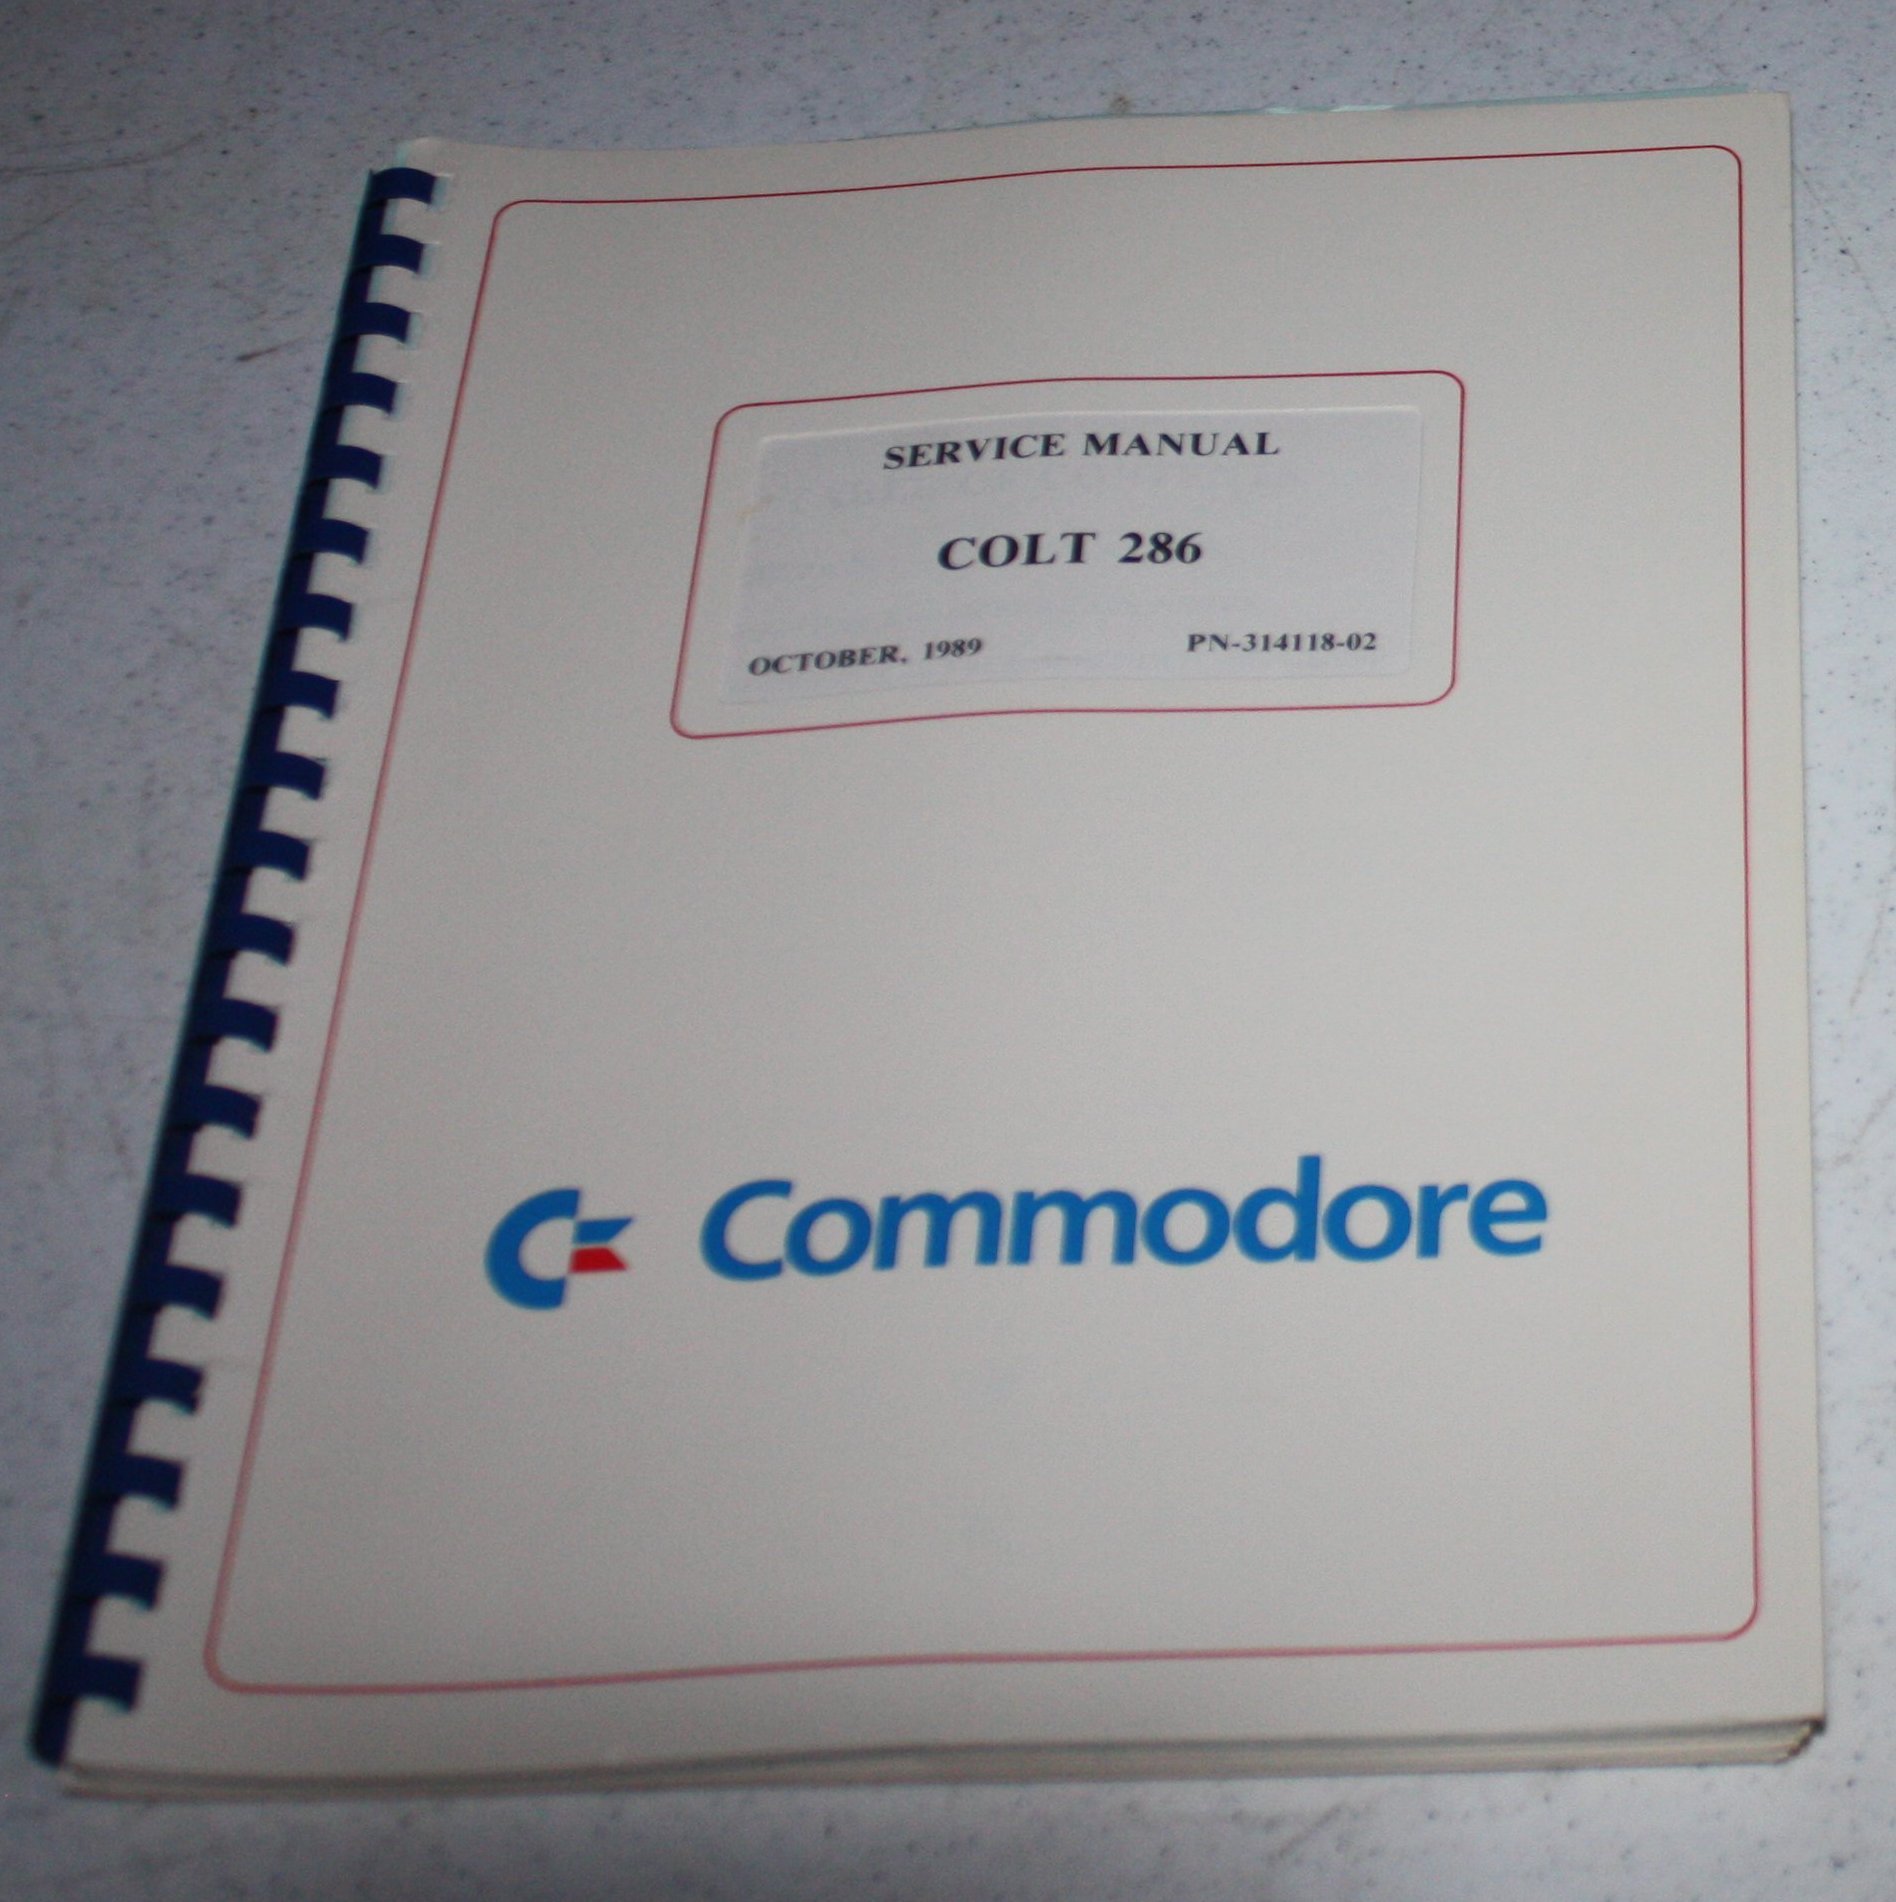 SERVICE MANUAL
COLT 286
OCTOBER, 1989 PN-314118-02
Commodore